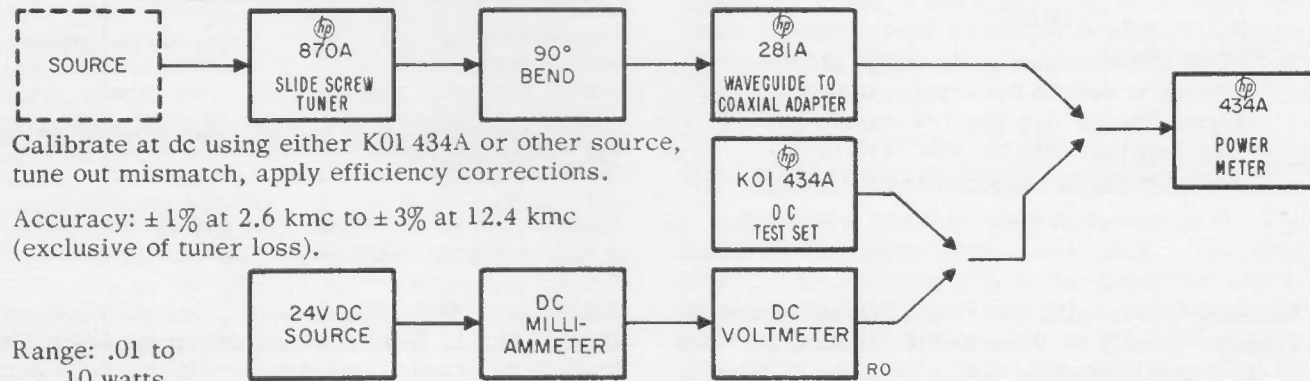 SOURCE
hp
870A
SLIDE SCREW
TUNER
90°
BEND
hp
281A
WAVEGUIDE TO
COAXIAL ADAPTER
hp
434A
POWER
METER
Calibrate at dc using either K01 434A or other source,
tune out mismatch, apply efficiency corrections.
Accuracy: ± 1% at 2.6 kmc to ± 3% at 12.4 kmc
(exclusive of tuner loss).
hp
K01 434A
DC
TEST SET
24V DC
SOURCE
DC
MILLI-
AMMETER
DC
VOLTMETER
RO
Range: .01 to
10 watts